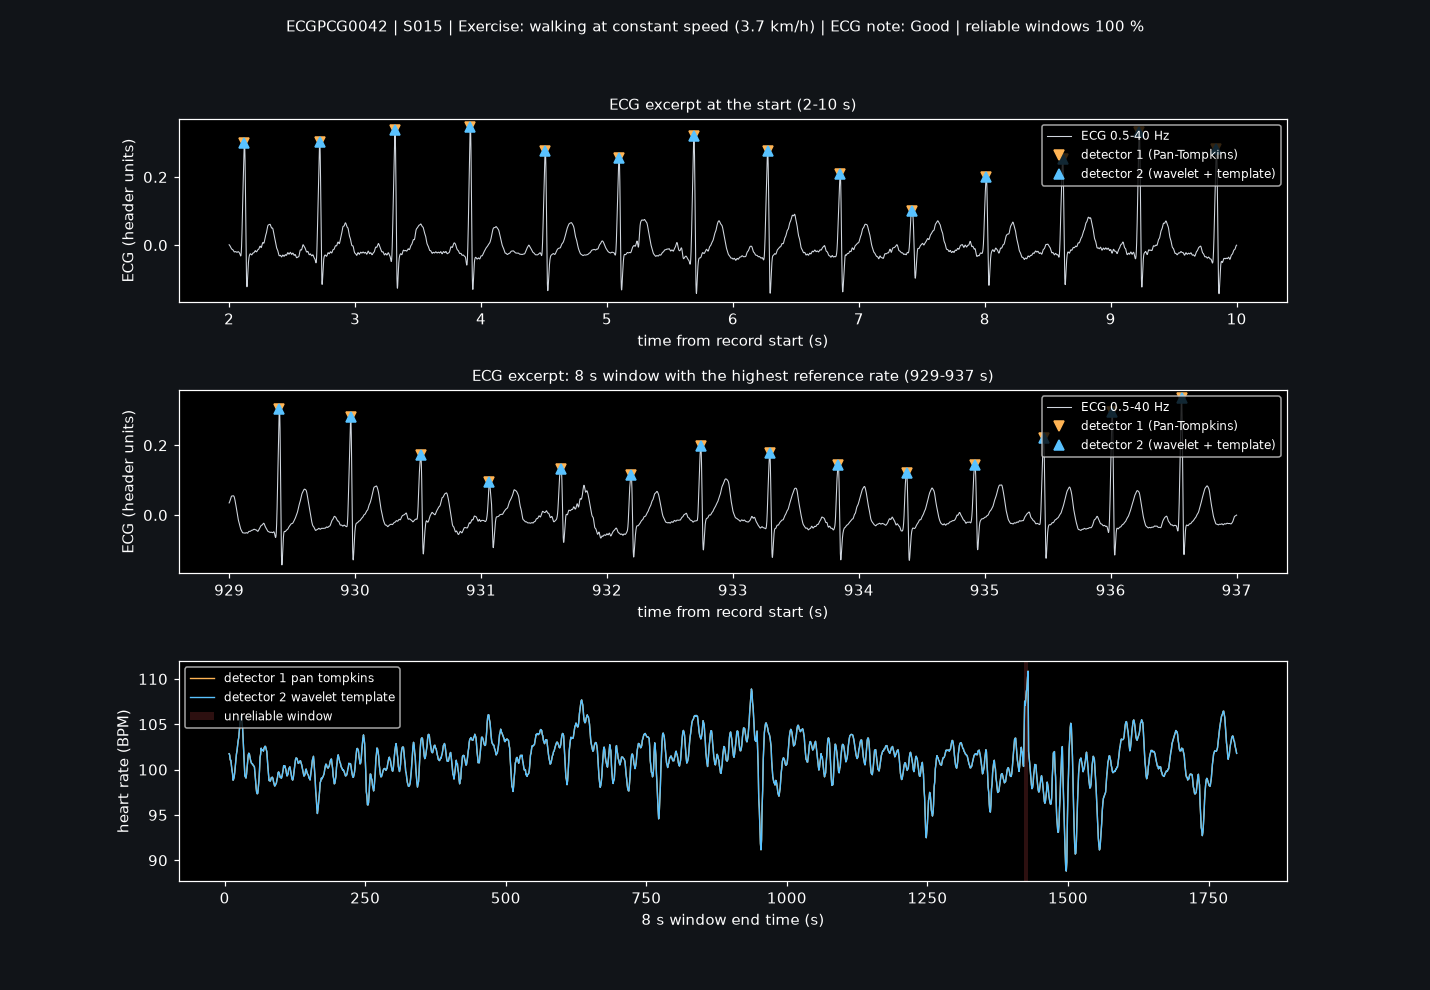 ECGPCG0042 | S015 | Exercise: walking at constant speed (3.7 km/h) | ECG note: Good | reliable windows 100 %
ECG excerpt at the start (2-10 s)
ECG (header units)
0.2
0.0
ECG 0.5-40 Hz
detector 1 (Pan-Tompkins)
detector 2 (wavelet + template)
2 3 4 5 6 7 8 9 10
time from record start (s)
ECG excerpt: 8 s window with the highest reference rate (929-937 s)
ECG (header units)
0.2
0.0
ECG 0.5-40 Hz
detector 1 (Pan-Tompkins)
detector 2 (wavelet + template)
929 930 931 932 933 934 935 936 937
time from record start (s)
heart rate (BPM)
110
105
100
95
90
detector 1 pan tompkins
detector 2 wavelet template
unreliable window
0 250 500 750 1000 1250 1500 1750
8 s window end time (s)